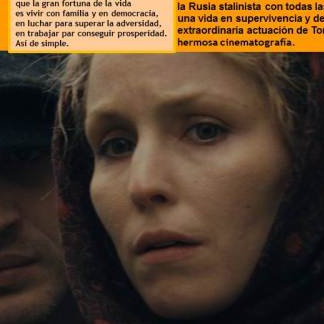 que la gran fortuna de la vida
es vivir con familia y en democracia,
en luchar para superar la adversidad,
en trabajar par conseguir prosperidad.
Así de simple.
la Rusia stalinista con todas la
una vida en supervivencia y de
extraordinaria actuación de To
hermosa cinematografía.